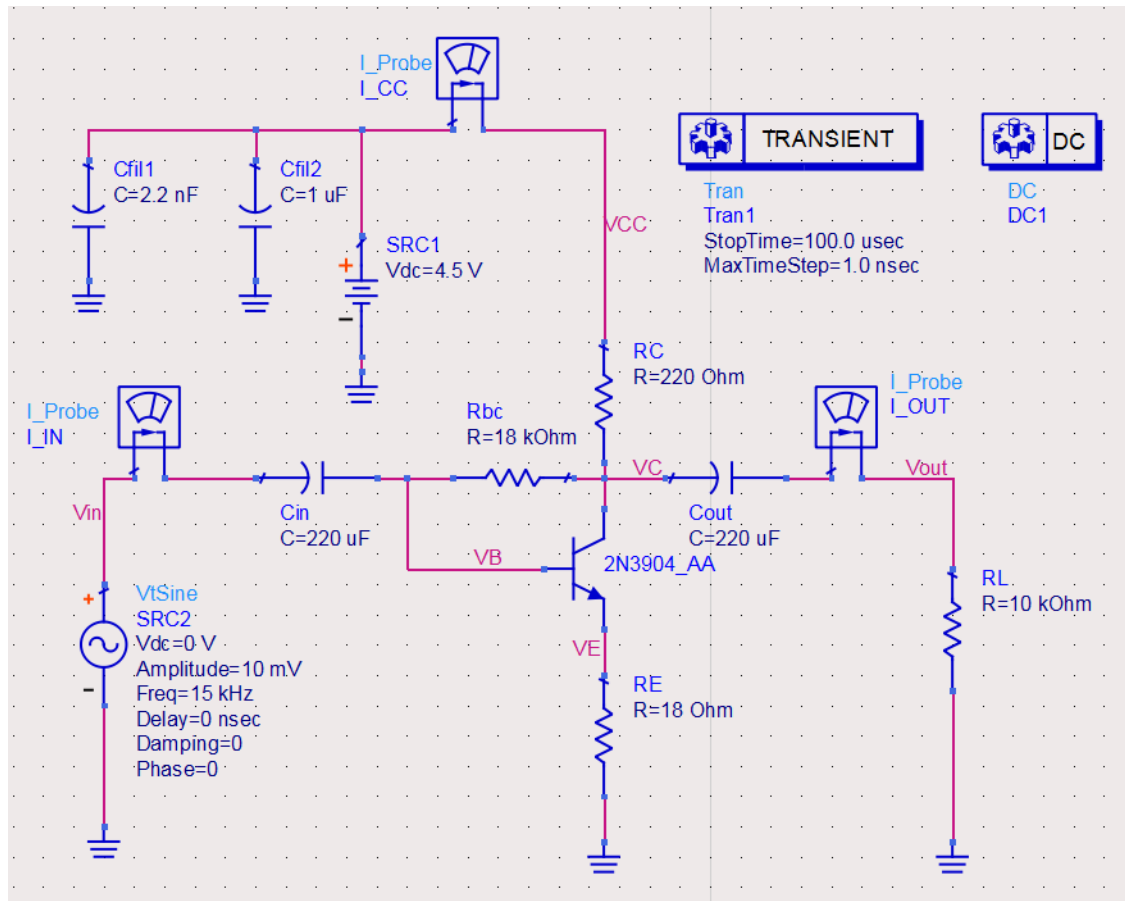 I_Probe
I_CC
Cfil1
C=2.2 nF
Cfil2
C=1 uF
SRC1
Vdc=4.5 V
+
−
VCC
TRANSIENT
Tran
Tran1
StopTime=100.0 usec
MaxTimeStep=1.0 nsec
DC
DC
DC1
RC
R=220 Ohm
I_Probe
I_IN
Rbc
R=18 kOhm
I_Probe
I_OUT
Vin
Cin
C=220 uF
VB
VC
Cout
C=220 uF
Vout
2N3904_AA
+
−
VtSine
SRC2
Vdc=0 V
Amplitude=10 mV
Freq=15 kHz
Delay=0 nsec
Damping=0
Phase=0
VE
RE
R=18 Ohm
RL
R=10 kOhm